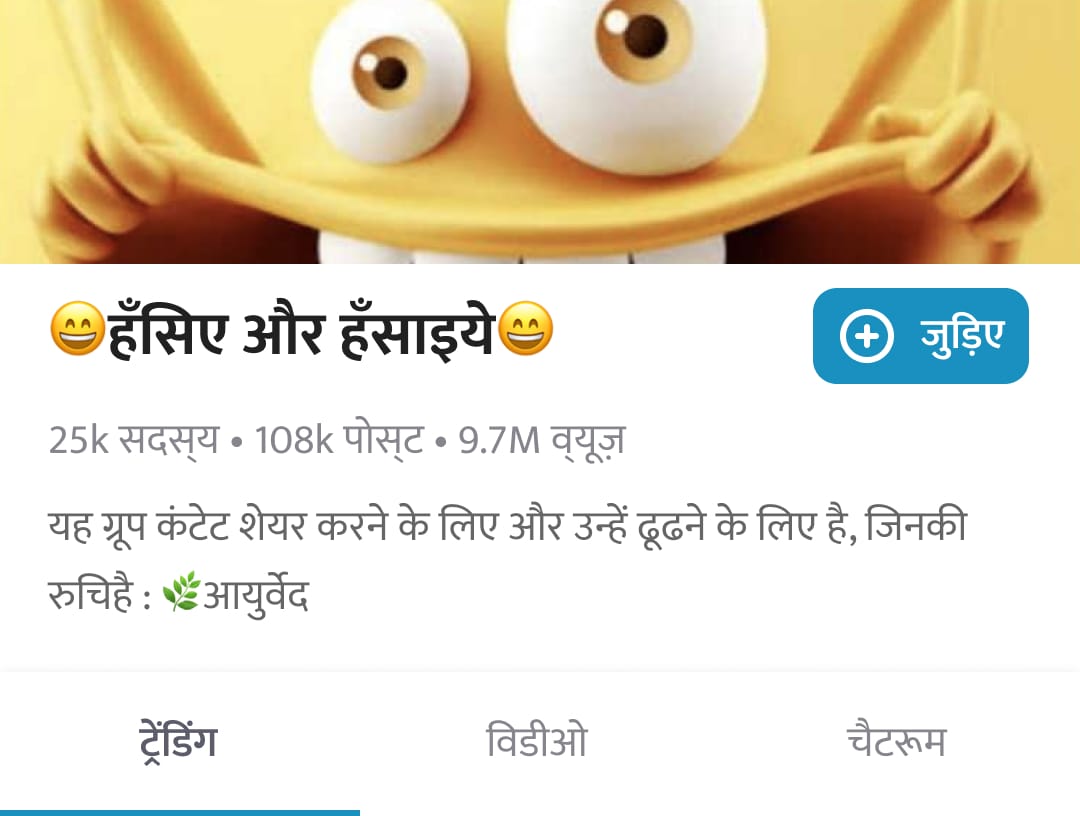 😄हँसिए और हँसाइये😄
जुड़िए
25k सदस्य • 108k पोस्ट • 9.7M व्यूज़
यह ग्रूप कंटेट शेयर करने के लिए और उन्हें ढूढने के लिए है, जिनकी
रुचिहै : 🌿आयुर्वेद
ट्रेंडिंग
विडीओ
चैटरूम